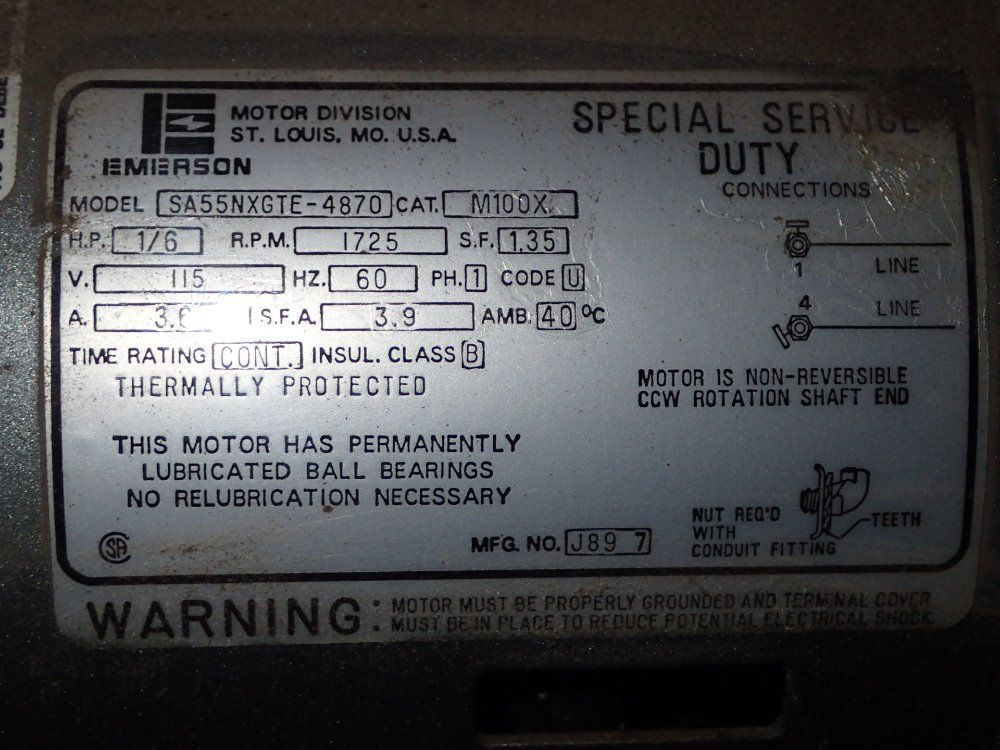 MOTOR DIVISION
ST. LOUIS, MO. U.S.A.
EMERSON
SPECIAL SERVICE
DUTY
CONNECTIONS
MODEL SA55NXGTE-4870 CAT. M100X
H.P. 1/6 R.P.M. 1725 S.F. 1.35
V. 115 HZ. 60 PH. 1 CODE U
A. S.F.A. 3.9 AMB. 40 °C
TIME RATING CONT. INSUL. CLASS B
THERMALLY PROTECTED
1 LINE
4 LINE
MOTOR IS NON-REVERSIBLE
CCW ROTATION SHAFT END
THIS MOTOR HAS PERMANENTLY
LUBRICATED BALL BEARINGS
NO RELUBRICATION NECESSARY
SA
MFG. NO. J89 7
NUT REQ'D
WITH
CONDUIT FITTING
TEETH
WARNING: MOTOR MUST BE PROPERLY GROUNDED AND TERMINAL COVER
MUST BE IN PLACE TO REDUCE POTENTIAL ELECTRICAL SHOCK.